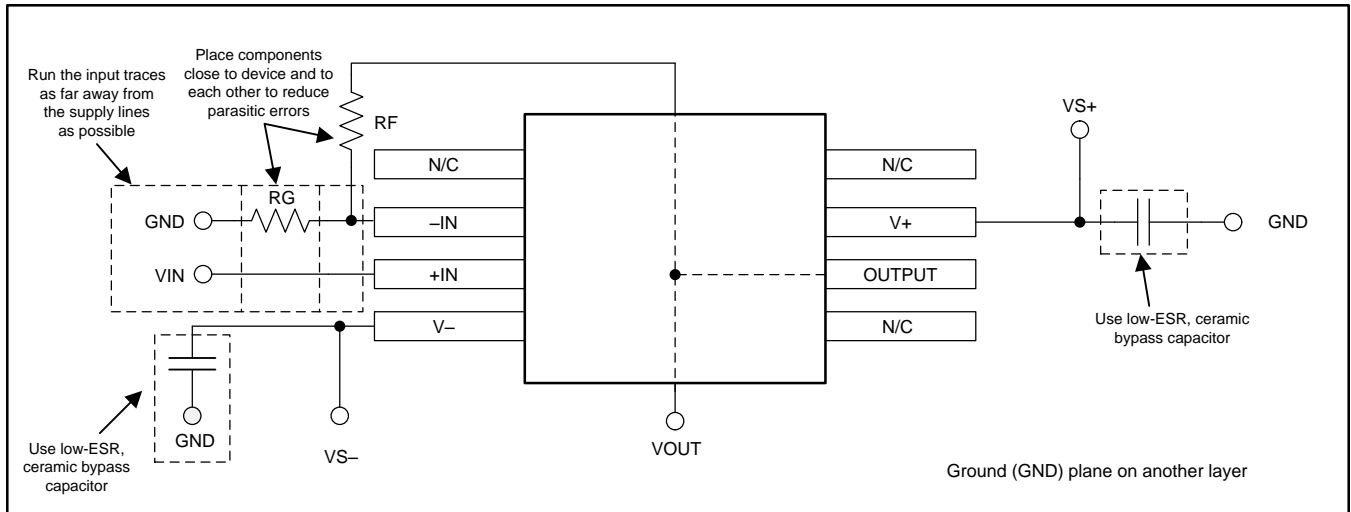 Run the input traces
as far away from
the supply lines
as possible
Place components
close to device and to
each other to reduce
parasitic errors
RF
VS+
N/C
N/C
RG
GND
–IN
V+
GND
VIN
+IN
OUTPUT
V–
N/C
Use low-ESR, ceramic
bypass capacitor
GND
VS–
VOUT
Use low-ESR,
ceramic bypass
capacitor
Ground (GND) plane on another layer